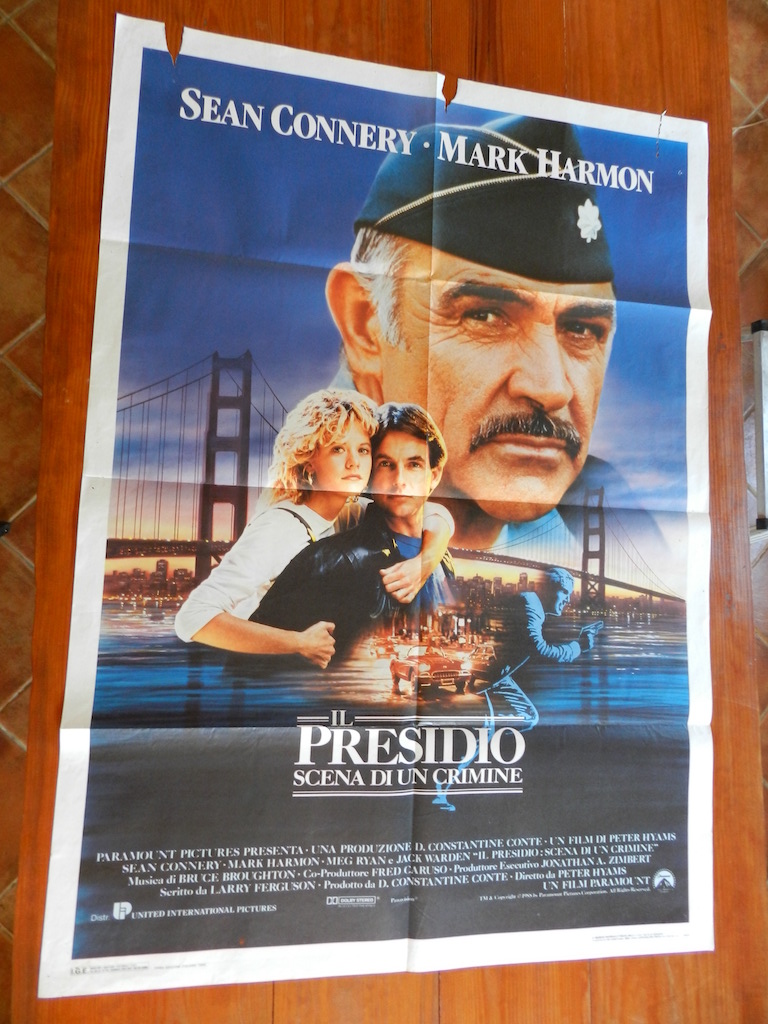 SEAN CONNERY · MARK HARMON
IL
PRESIDIO
SCENA DI UN CRIMINE
PARAMOUNT PICTURES PRESENTA · UNA PRODUZIONE D. CONSTANTINE CONTE · UN FILM DI PETER HYAMS
SEAN CONNERY · MARK HARMON · MEG RYAN e JACK WARDEN "IL PRESIDIO: SCENA DI UN CRIMINE"
Musica di BRUCE BROUGHTON · Co-Produttore FRED CARUSO · Produttore Esecutivo JONATHAN A. ZIMBERT
Scritto da LARRY FERGUSON · Prodotto da D. CONSTANTINE CONTE · Diretto da PETER HYAMS
UN FILM PARAMOUNT
DOLBY STEREO
Distr. UNITED INTERNATIONAL PICTURES